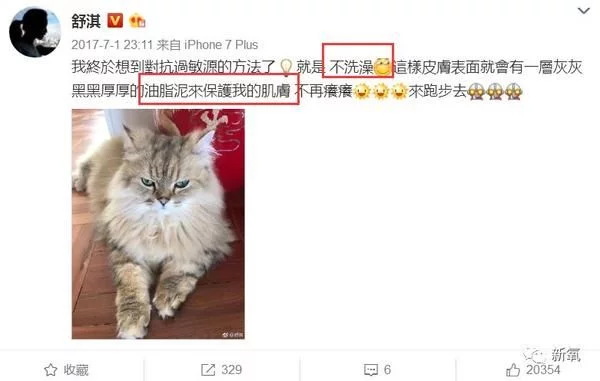 舒淇
2017-7-1 23:11 来自 iPhone 7 Plus
我終於想到對抗過敏源的方法了 就是 不洗澡 這樣皮膚表面就會有一層灰灰
黑黑厚厚的油脂泥來保護我的肌膚 不再癢癢 來跑步去
收藏
329
6
20354
新氧